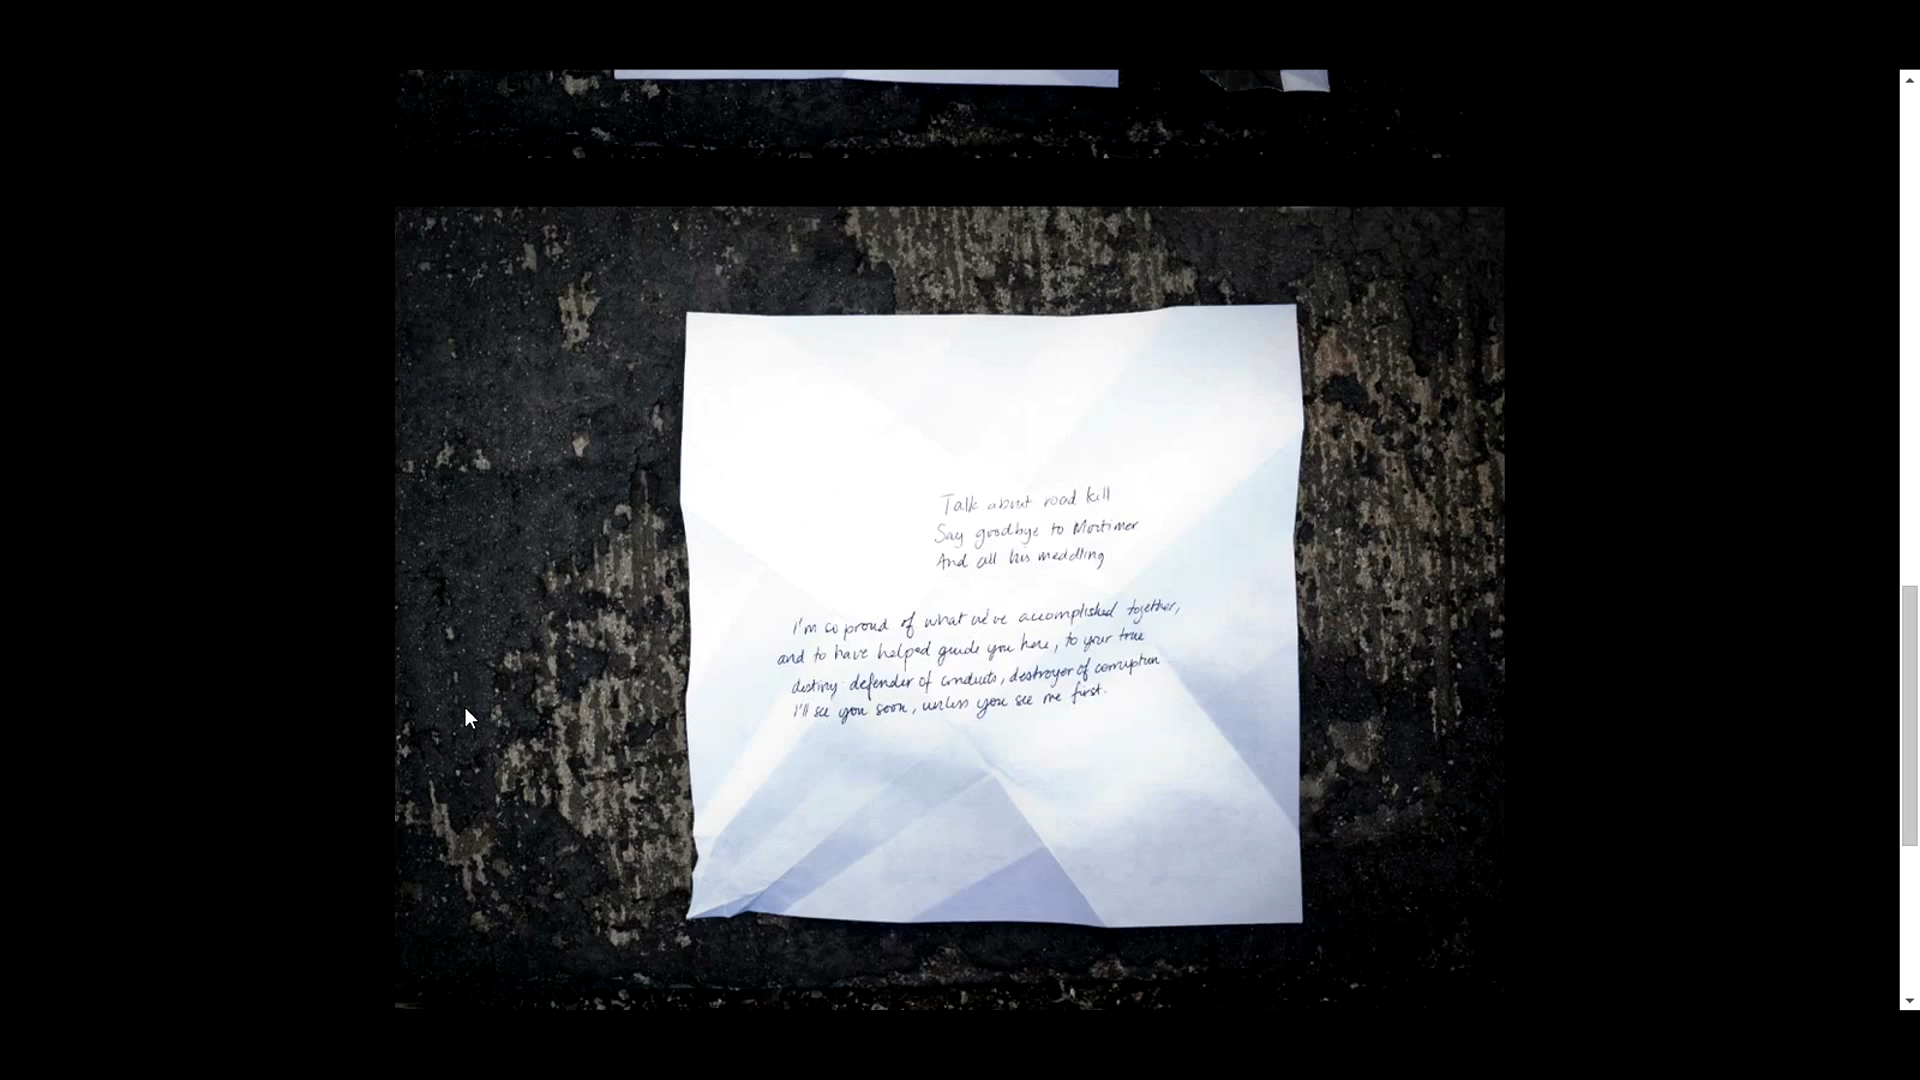 Talk about road kill
Say goodbye to Mortimer
And all his meddling
I'm so proud of what we've accomplished together,
and to have helped guide you here, to your true
destiny: defender of conduits, destroyer of corruption
I'll see you soon, unless you see me first.